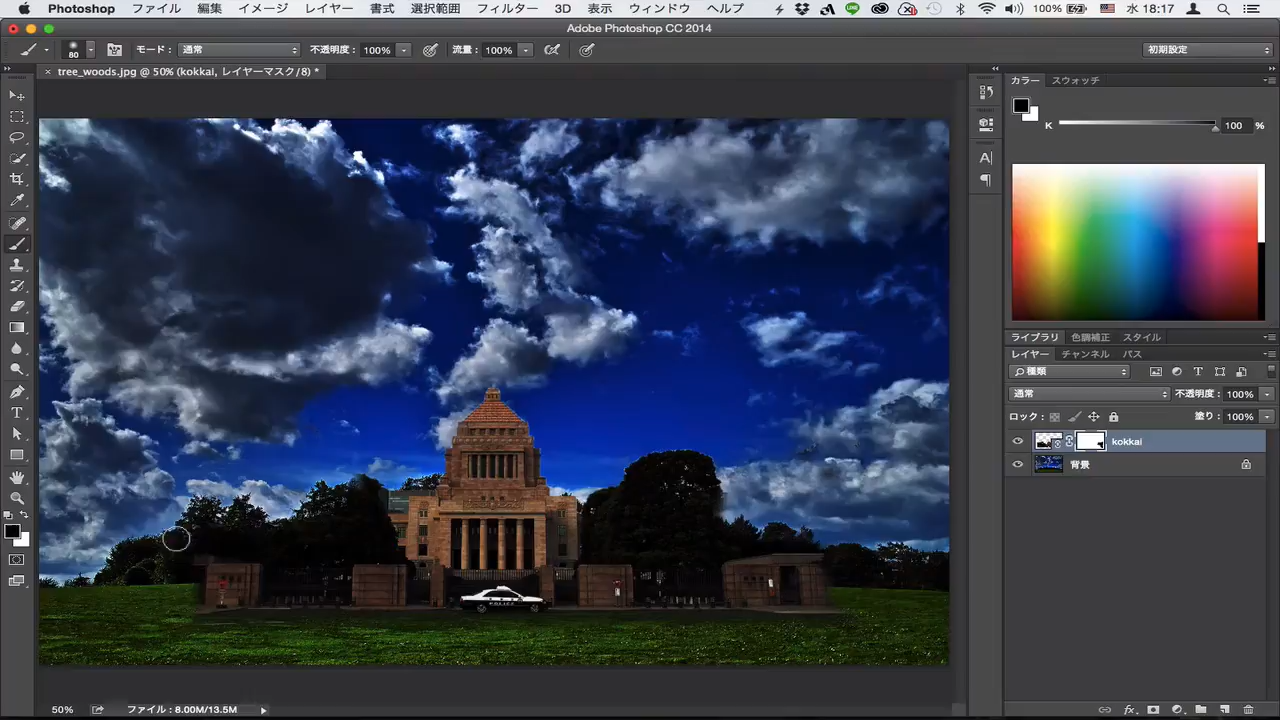 Photoshop ファイル 編集 イメージ レイヤー 書式 選択範囲 フィルター 3D 表示 ウィンドウ ヘルプ 100% 水 18:17
Adobe Photoshop CC 2014
80 モード: 通常 不透明度: 100% 流量: 100% 初期設定
tree_woods.jpg @ 50% (kokkai, レイヤーマスク/8) *
カラー スウォッチ
K 100 %
ライブラリ 色調補正 スタイル
レイヤー チャンネル パス
種類
通常 不透明度: 100%
ロック: 塗り: 100%
kokkai
背景
POLICE
50% ファイル : 8.00M/13.5M